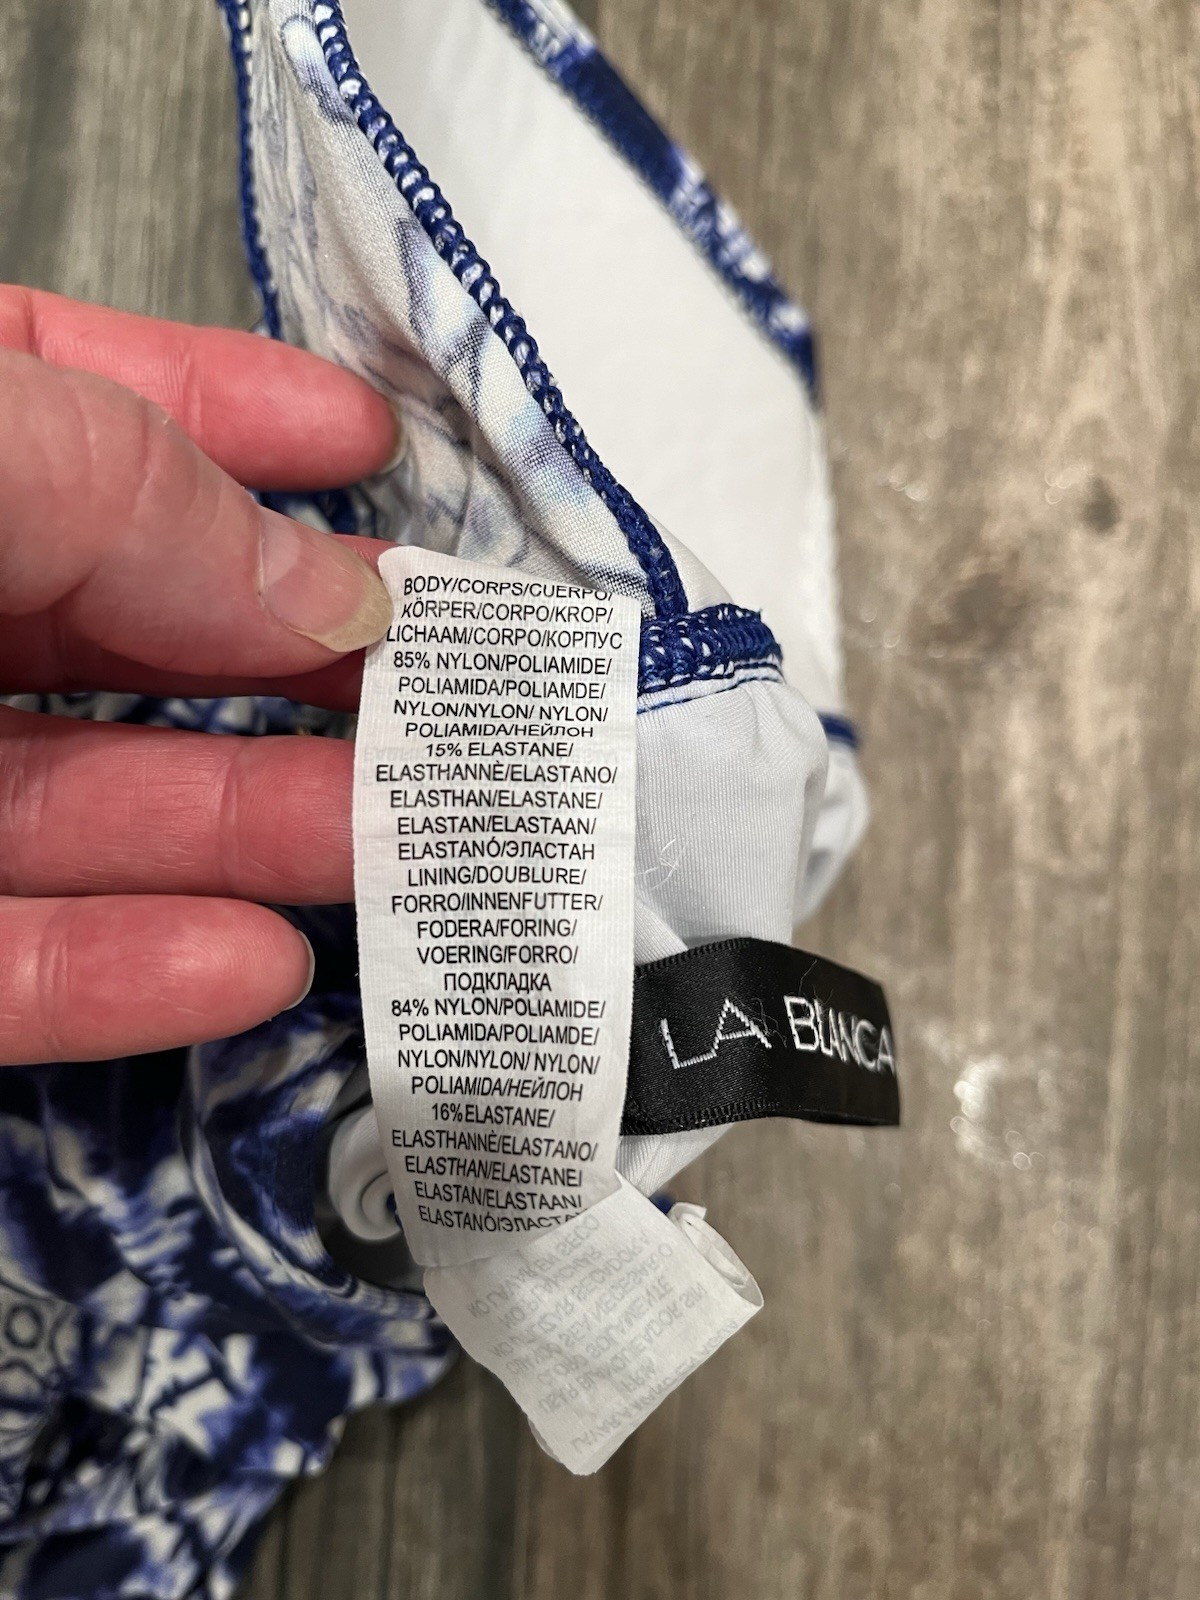 BODY/CORPS/CUERPO/
KÖRPER/CORPO/KROP/
LICHAAM/CORPO/КОРПУС
85% NYLON/POLIAMIDE/
POLIAMIDA/POLIAMDE/
NYLON/NYLON/ NYLON/
POLIAMIDA/НЕЙЛОН
15% ELASTANE/
ELASTHANNÈ/ELASTANO/
ELASTHAN/ELASTANE/
ELASTAN/ELASTAAN/
ELASTANÓ/ЭЛАСТАН
LINING/DOUBLURE/
FORRO/INNENFUTTER/
FODERA/FORING/
VOERING/FORRO/
ПОДКЛАДКА
84% NYLON/POLIAMIDE/
POLIAMIDA/POLIAMDE/
NYLON/NYLON/ NYLON/
POLIAMIDA/НЕЙЛОН
16% ELASTANE/
ELASTHANNÈ/ELASTANO/
ELASTHAN/ELASTANE/
ELASTAN/ELASTAAN/
ELASTANÓ/ЭЛАСТАН
LA BLANCA